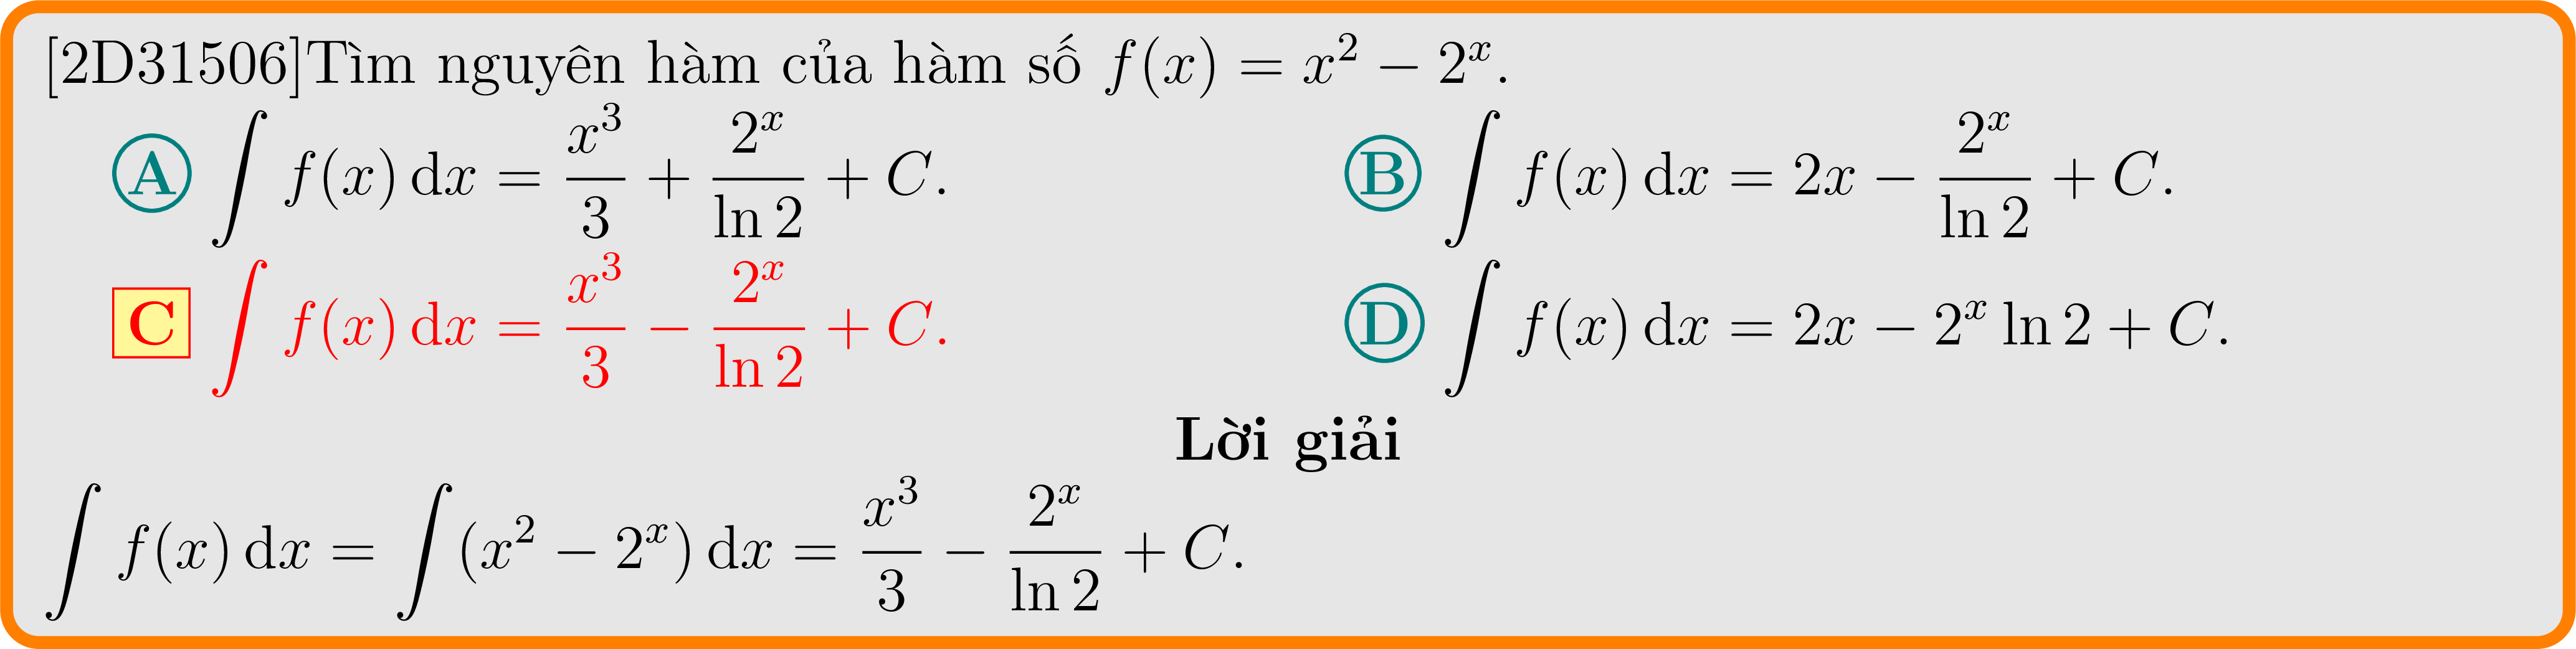 [2D31506]Tìm nguyên hàm của hàm số $f(x) = x^2 - 2^x$.
A $\int f(x)\,\mathrm{d}x = \frac{x^3}{3} + \frac{2^x}{\ln 2} + C.$ B $\int f(x)\,\mathrm{d}x = 2x - \frac{2^x}{\ln 2} + C.$
C $\int f(x)\,\mathrm{d}x = \frac{x^3}{3} - \frac{2^x}{\ln 2} + C.$ D $\int f(x)\,\mathrm{d}x = 2x - 2^x \ln 2 + C.$
Lời giải
$\int f(x)\,\mathrm{d}x = \int (x^2 - 2^x)\,\mathrm{d}x = \frac{x^3}{3} - \frac{2^x}{\ln 2} + C.$